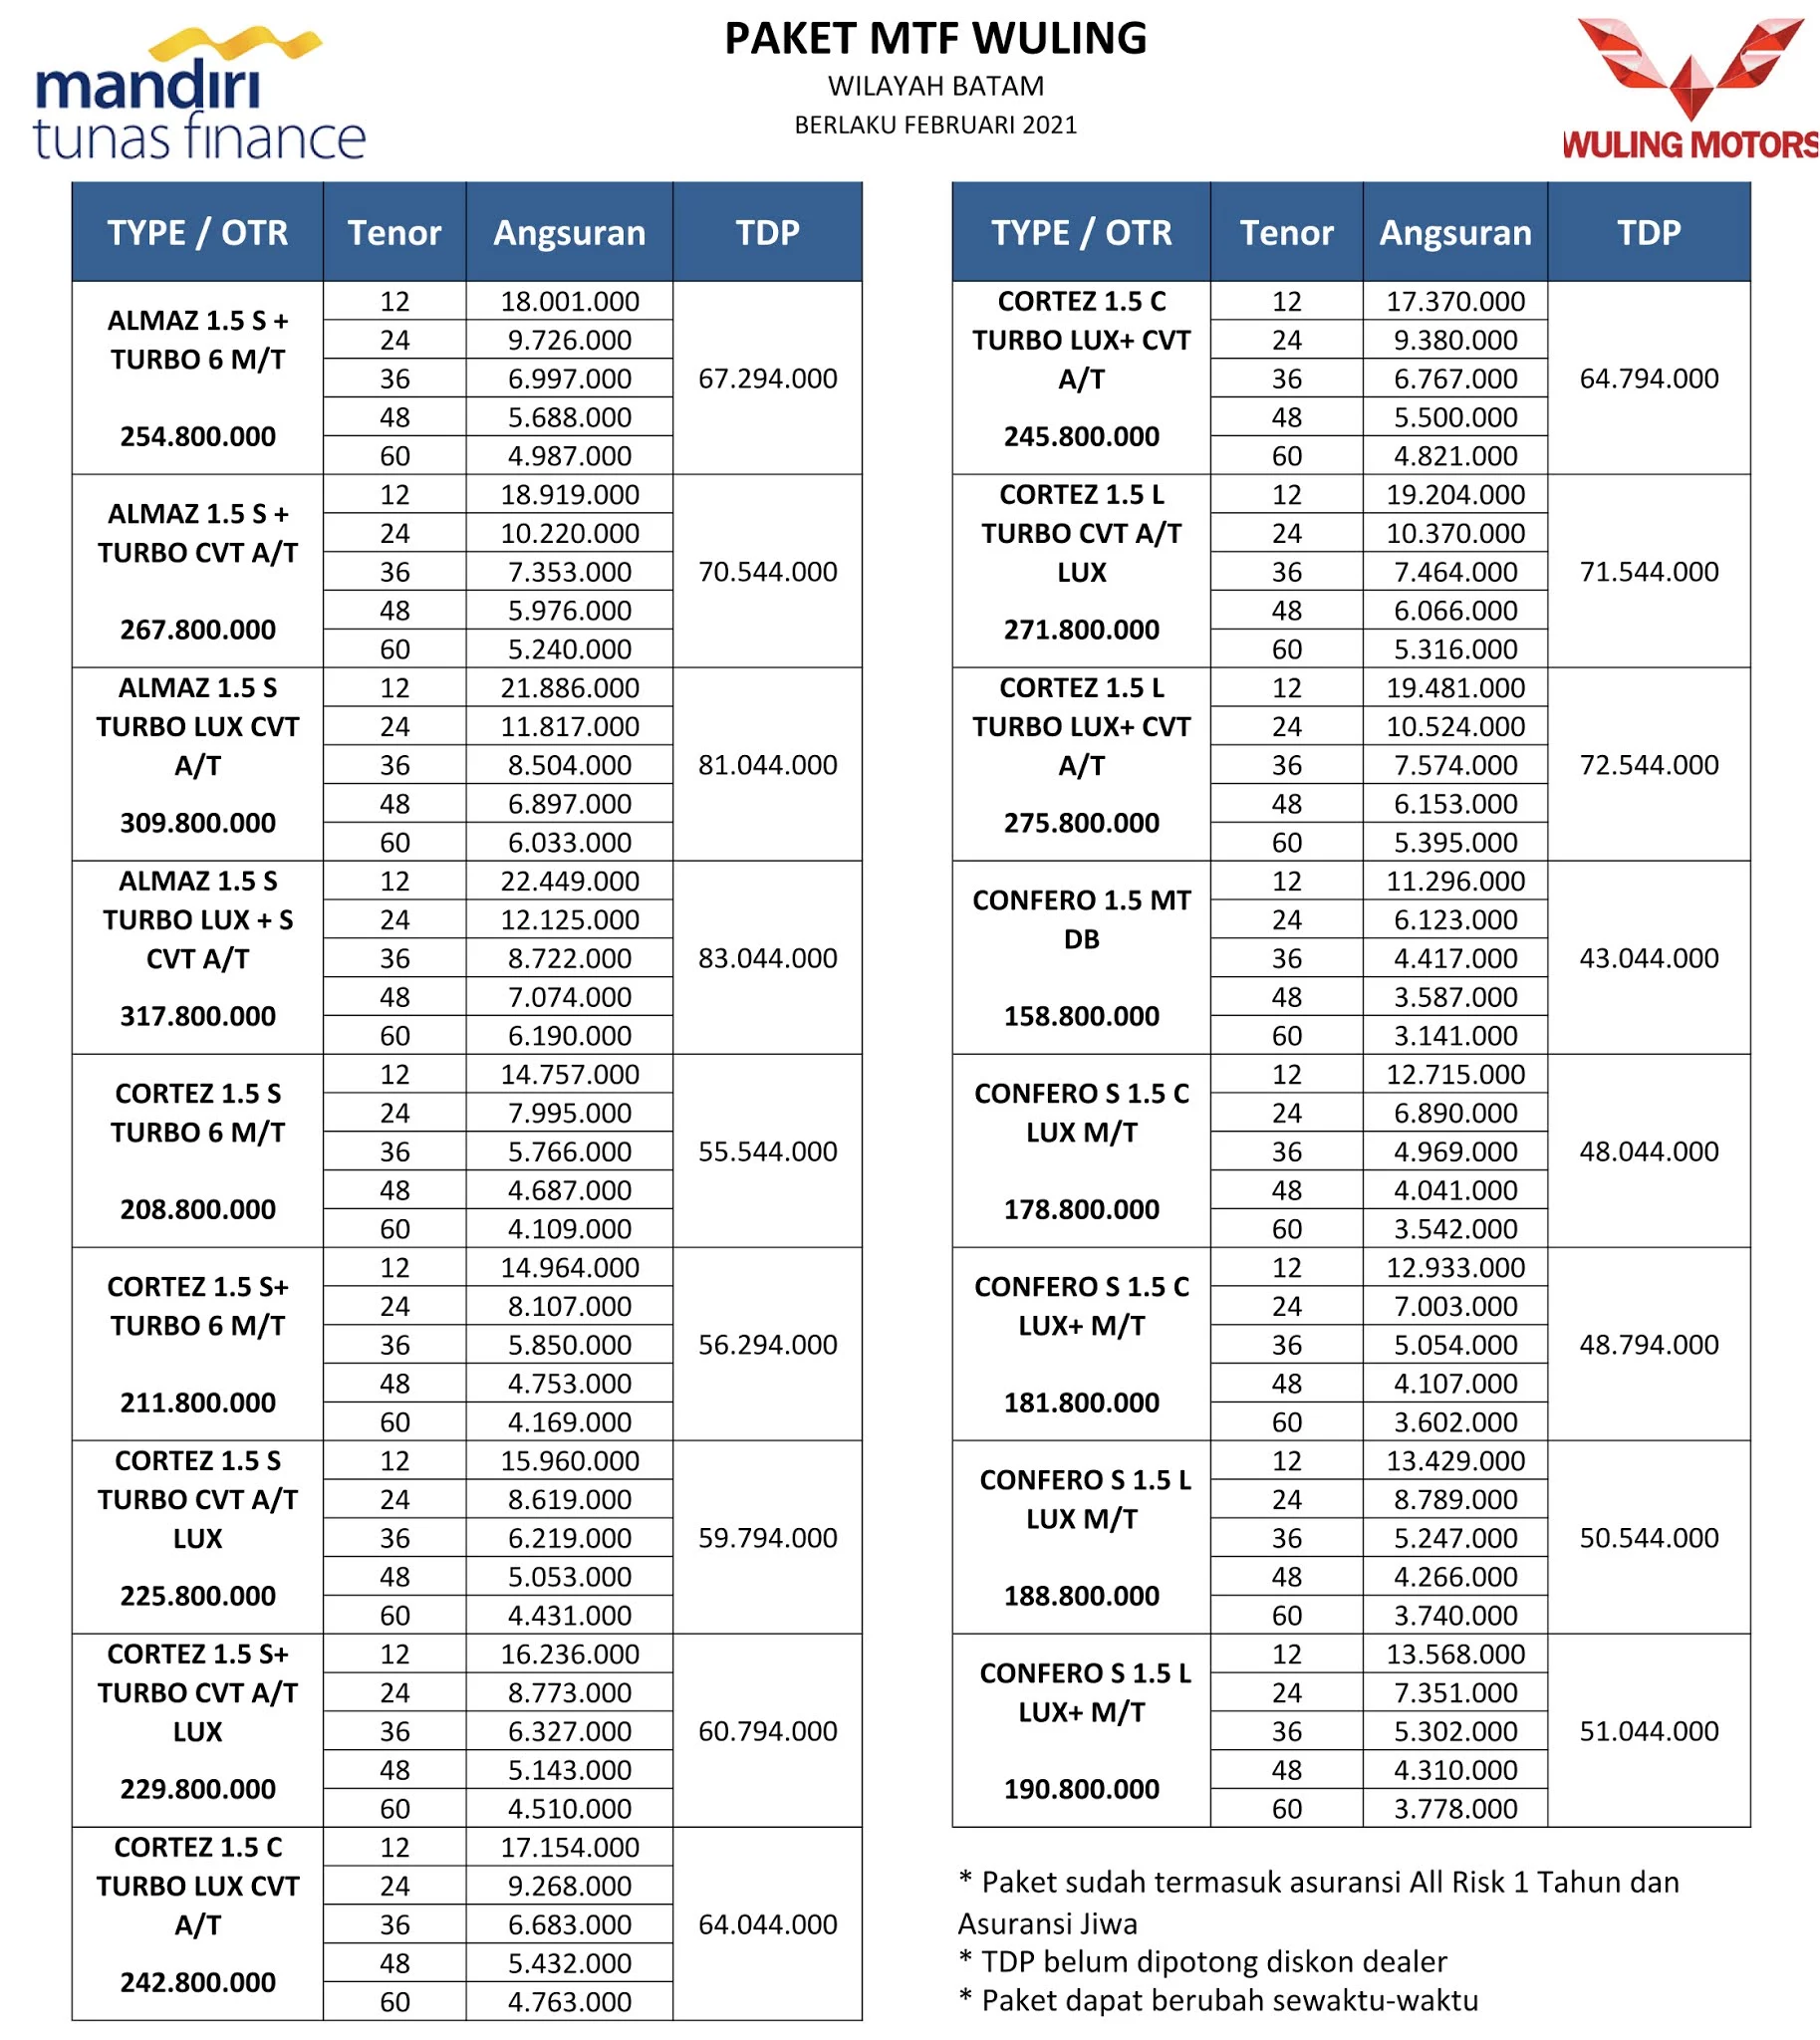 mandiri
tunas finance
PAKET MTF WULING
WILAYAH BATAM
BERLAKU FEBRUARI 2021
WULING MOTORS
TYPE / OTR Tenor Angsuran TDP
ALMAZ 1.5 S +
TURBO 6 M/T
254.800.000
12 18.001.000
24 9.726.000
36 6.997.000
48 5.688.000
60 4.987.000
67.294.000
ALMAZ 1.5 S +
TURBO CVT A/T
267.800.000
12 18.919.000
24 10.220.000
36 7.353.000
48 5.976.000
60 5.240.000
70.544.000
ALMAZ 1.5 S
TURBO LUX CVT
A/T
309.800.000
12 21.886.000
24 11.817.000
36 8.504.000
48 6.897.000
60 6.033.000
81.044.000
ALMAZ 1.5 S
TURBO LUX + S
CVT A/T
317.800.000
12 22.449.000
24 12.125.000
36 8.722.000
48 7.074.000
60 6.190.000
83.044.000
CORTEZ 1.5 S
TURBO 6 M/T
208.800.000
12 14.757.000
24 7.995.000
36 5.766.000
48 4.687.000
60 4.109.000
55.544.000
CORTEZ 1.5 S+
TURBO 6 M/T
211.800.000
12 14.964.000
24 8.107.000
36 5.850.000
48 4.753.000
60 4.169.000
56.294.000
CORTEZ 1.5 S
TURBO CVT A/T
LUX
225.800.000
12 15.960.000
24 8.619.000
36 6.219.000
48 5.053.000
60 4.431.000
59.794.000
CORTEZ 1.5 S+
TURBO CVT A/T
LUX
229.800.000
12 16.236.000
24 8.773.000
36 6.327.000
48 5.143.000
60 4.510.000
60.794.000
CORTEZ 1.5 C
TURBO LUX CVT
A/T
242.800.000
12 17.154.000
24 9.268.000
36 6.683.000
48 5.432.000
60 4.763.000
64.044.000
TYPE / OTR Tenor Angsuran TDP
CORTEZ 1.5 C
TURBO LUX+ CVT
A/T
245.800.000
12 17.370.000
24 9.380.000
36 6.767.000
48 5.500.000
60 4.821.000
64.794.000
CORTEZ 1.5 L
TURBO CVT A/T
LUX
271.800.000
12 19.204.000
24 10.370.000
36 7.464.000
48 6.066.000
60 5.316.000
71.544.000
CORTEZ 1.5 L
TURBO LUX+ CVT
A/T
275.800.000
12 19.481.000
24 10.524.000
36 7.574.000
48 6.153.000
60 5.395.000
72.544.000
CONFERO 1.5 MT
DB
158.800.000
12 11.296.000
24 6.123.000
36 4.417.000
48 3.587.000
60 3.141.000
43.044.000
CONFERO S 1.5 C
LUX M/T
178.800.000
12 12.715.000
24 6.890.000
36 4.969.000
48 4.041.000
60 3.542.000
48.044.000
CONFERO S 1.5 C
LUX+ M/T
181.800.000
12 12.933.000
24 7.003.000
36 5.054.000
48 4.107.000
60 3.602.000
48.794.000
CONFERO S 1.5 L
LUX M/T
188.800.000
12 13.429.000
24 8.789.000
36 5.247.000
48 4.266.000
60 3.740.000
50.544.000
CONFERO S 1.5 L
LUX+ M/T
190.800.000
12 13.568.000
24 7.351.000
36 5.302.000
48 4.310.000
60 3.778.000
51.044.000
* Paket sudah termasuk asuransi All Risk 1 Tahun dan
Asuransi Jiwa
* TDP belum dipotong diskon dealer
* Paket dapat berubah sewaktu-waktu